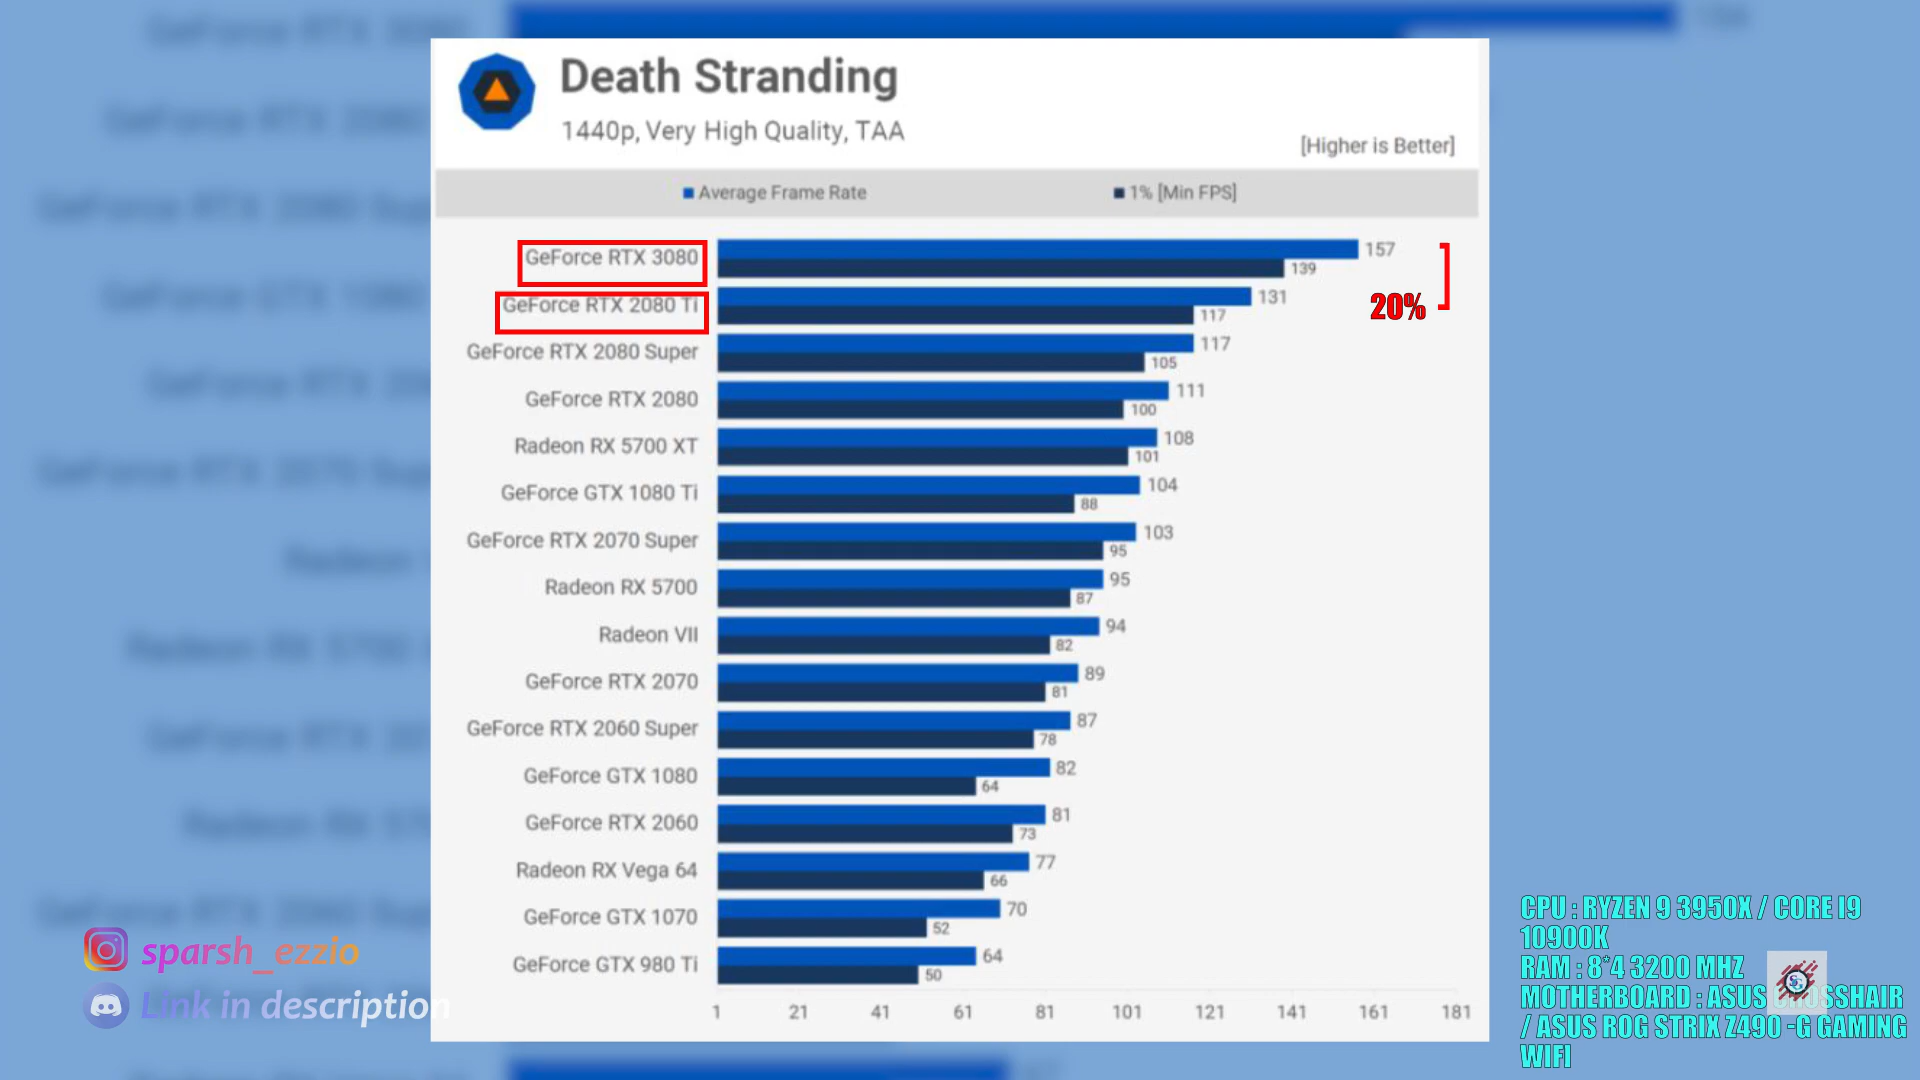 Death Stranding
1440p, Very High Quality, TAA
[Higher is Better]
Average Frame Rate
1% [Min FPS]
GeForce RTX 3080 157
139
GeForce RTX 2080 Ti 131
117
20%
GeForce RTX 2080 Super 117
105
GeForce RTX 2080 111
100
Radeon RX 5700 XT 108
101
GeForce GTX 1080 Ti 104
88
GeForce RTX 2070 Super 103
95
Radeon RX 5700 95
87
Radeon VII 94
82
GeForce RTX 2070 89
81
GeForce RTX 2060 Super 87
78
GeForce GTX 1080 82
64
GeForce RTX 2060 81
73
Radeon RX Vega 64 77
66
GeForce GTX 1070 70
52
GeForce GTX 980 Ti 64
50
1 21 41 61 81 101 121 141 161 181
sparsh_ezzio
Link in description
CPU : RYZEN 9 3950X / CORE I9
10900K
RAM : 8*4 3200 MHZ
MOTHERBOARD : ASUS
/ ASUS ROG STRIX Z490 -G GAMING
WIFI